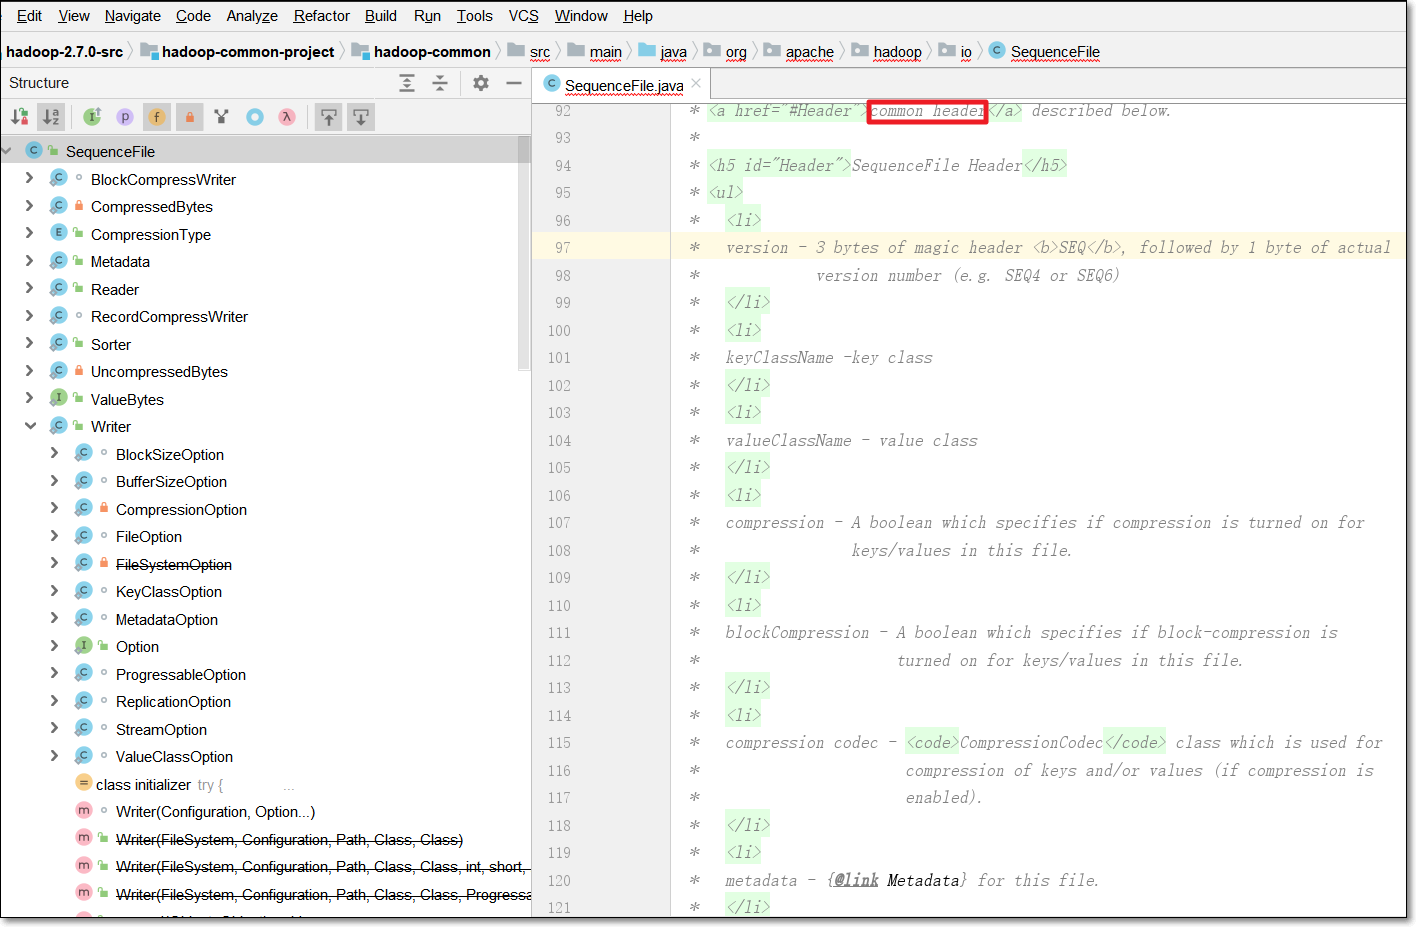 Edit View Navigate Code Analyze Refactor Build Run Tools VCS Window Help
hadoop-2.7.0-src hadoop-common-project hadoop-common src main java org apache hadoop io SequenceFile
Structure
SequenceFile.java
SequenceFile
BlockCompressWriter
CompressedBytes
CompressionType
Metadata
Reader
RecordCompressWriter
Sorter
UncompressedBytes
ValueBytes
Writer
BlockSizeOption
BufferSizeOption
CompressionOption
FileOption
FileSystemOption
KeyClassOption
MetadataOption
Option
ProgressableOption
ReplicationOption
StreamOption
ValueClassOption
class initializer try { ...
Writer(Configuration, Option...)
Writer(FileSystem, Configuration, Path, Class, Class)
Writer(FileSystem, Configuration, Path, Class, Class, int, short,
Writer(FileSystem, Configuration, Path, Class, Class, Progressa
92 * <a href="#Header">common header</a> described below.
93 *
94 * <h5 id="Header">SequenceFile Header</h5>
95 * <ul>
96 * <li>
97 * version - 3 bytes of magic header <b>SEQ</b>, followed by 1 byte of actual
98 * version number (e.g. SEQ4 or SEQ6)
99 * </li>
100 * <li>
101 * keyClassName -key class
102 * </li>
103 * <li>
104 * valueClassName - value class
105 * </li>
106 * <li>
107 * compression - A boolean which specifies if compression is turned on for
108 * keys/values in this file.
109 * </li>
110 * <li>
111 * blockCompression - A boolean which specifies if block-compression is
112 * turned on for keys/values in this file.
113 * </li>
114 * <li>
115 * compression codec - <code>CompressionCodec</code> class which is used for
116 * compression of keys and/or values (if compression is
117 * enabled).
118 * </li>
119 * <li>
120 * metadata - {@link Metadata} for this file.
121 * </li>